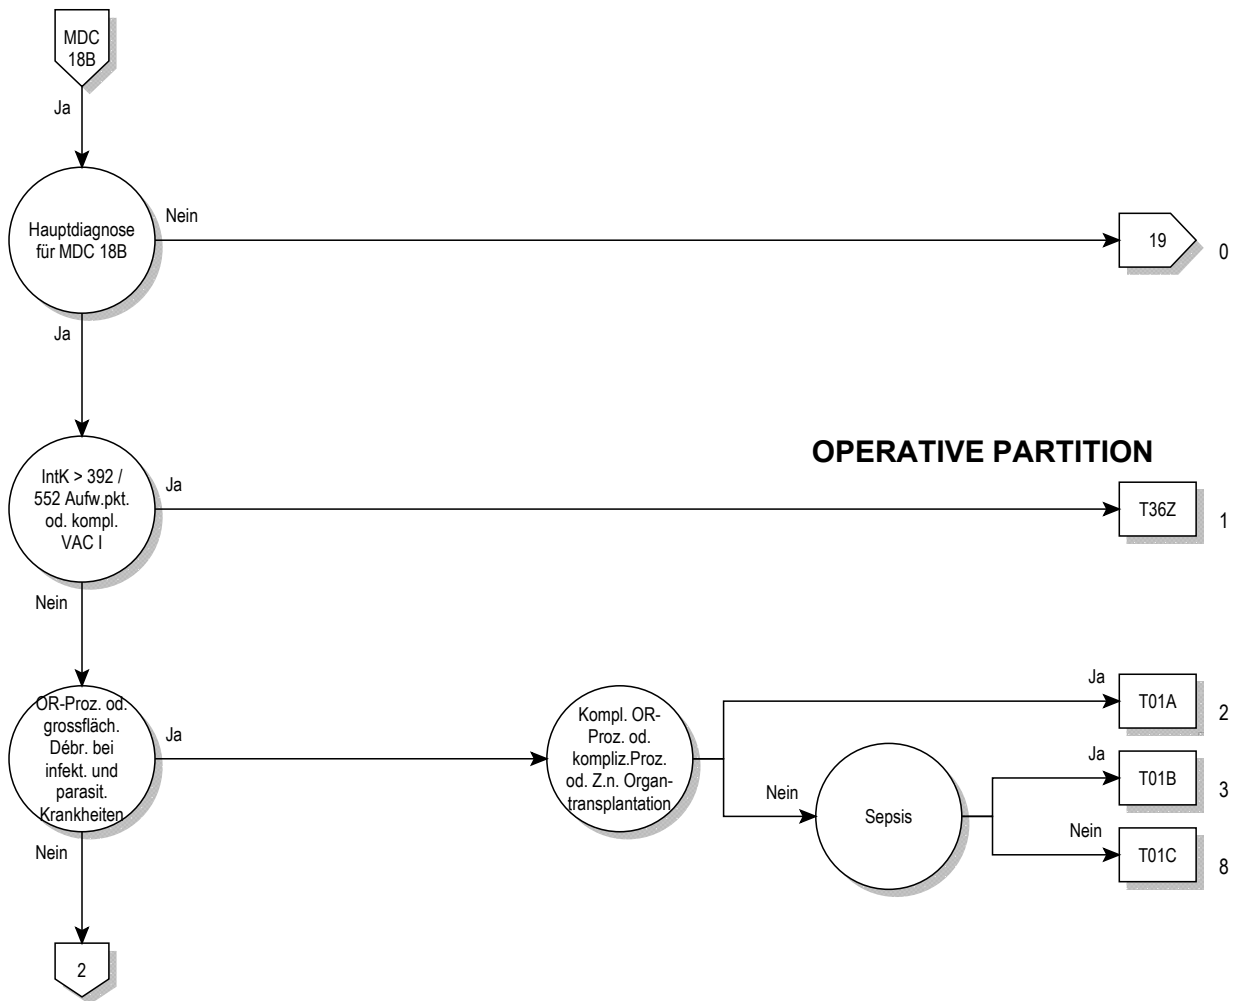 MDC
18B
Ja
Hauptdiagnose
für MDC 18B
Nein
19
0
Ja
OPERATIVE PARTITION
IntK > 392 /
552 Aufw.pkt.
od. kompl.
VAC I
Ja
T36Z
1
Nein
OR-Proz. od.
grossfläch.
Débr. bei
infekt. und
parasit.
Krankheiten
Ja
Kompl. OR-
Proz. od.
kompliz.Proz.
od. Z.n. Organ-
transplantation
Ja
T01A
2
Nein
Sepsis
Ja
T01B
3
Nein
T01C
8
Nein
2